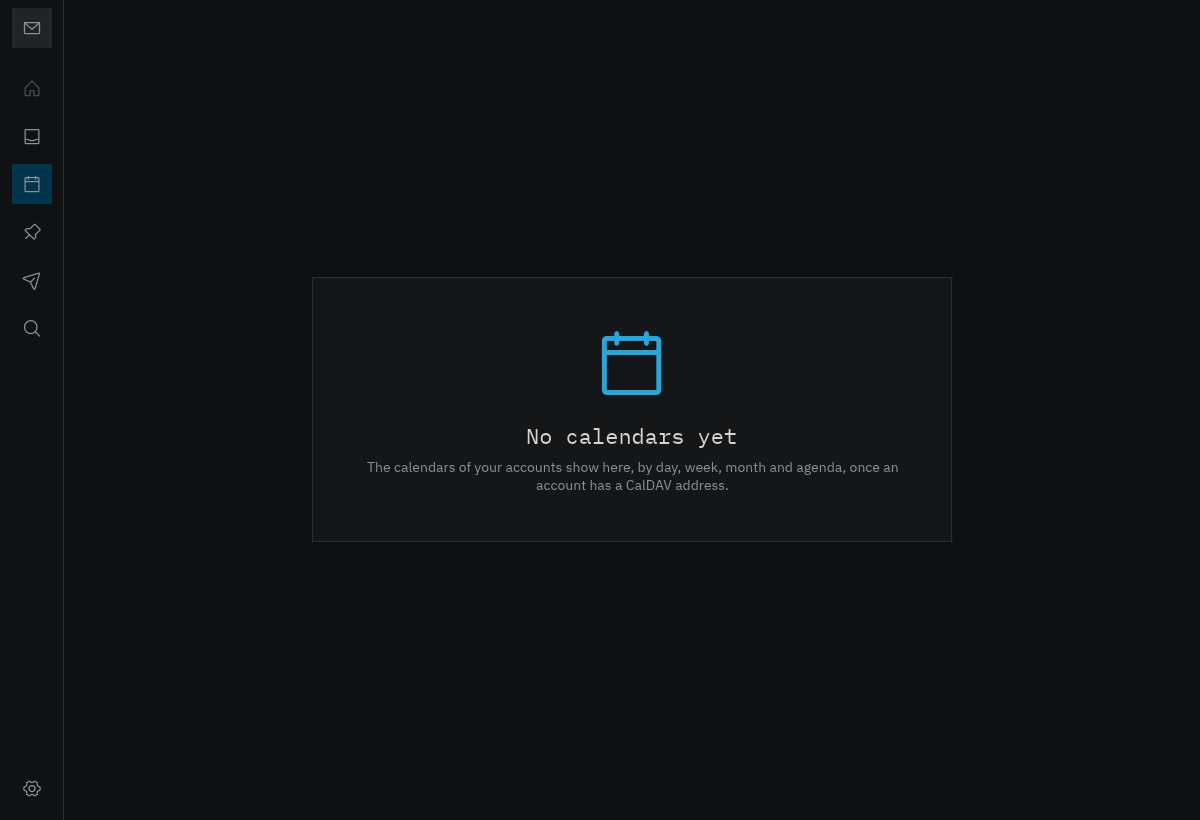 No calendars yet
The calendars of your accounts show here, by day, week, month and agenda, once an
account has a CalDAV address.